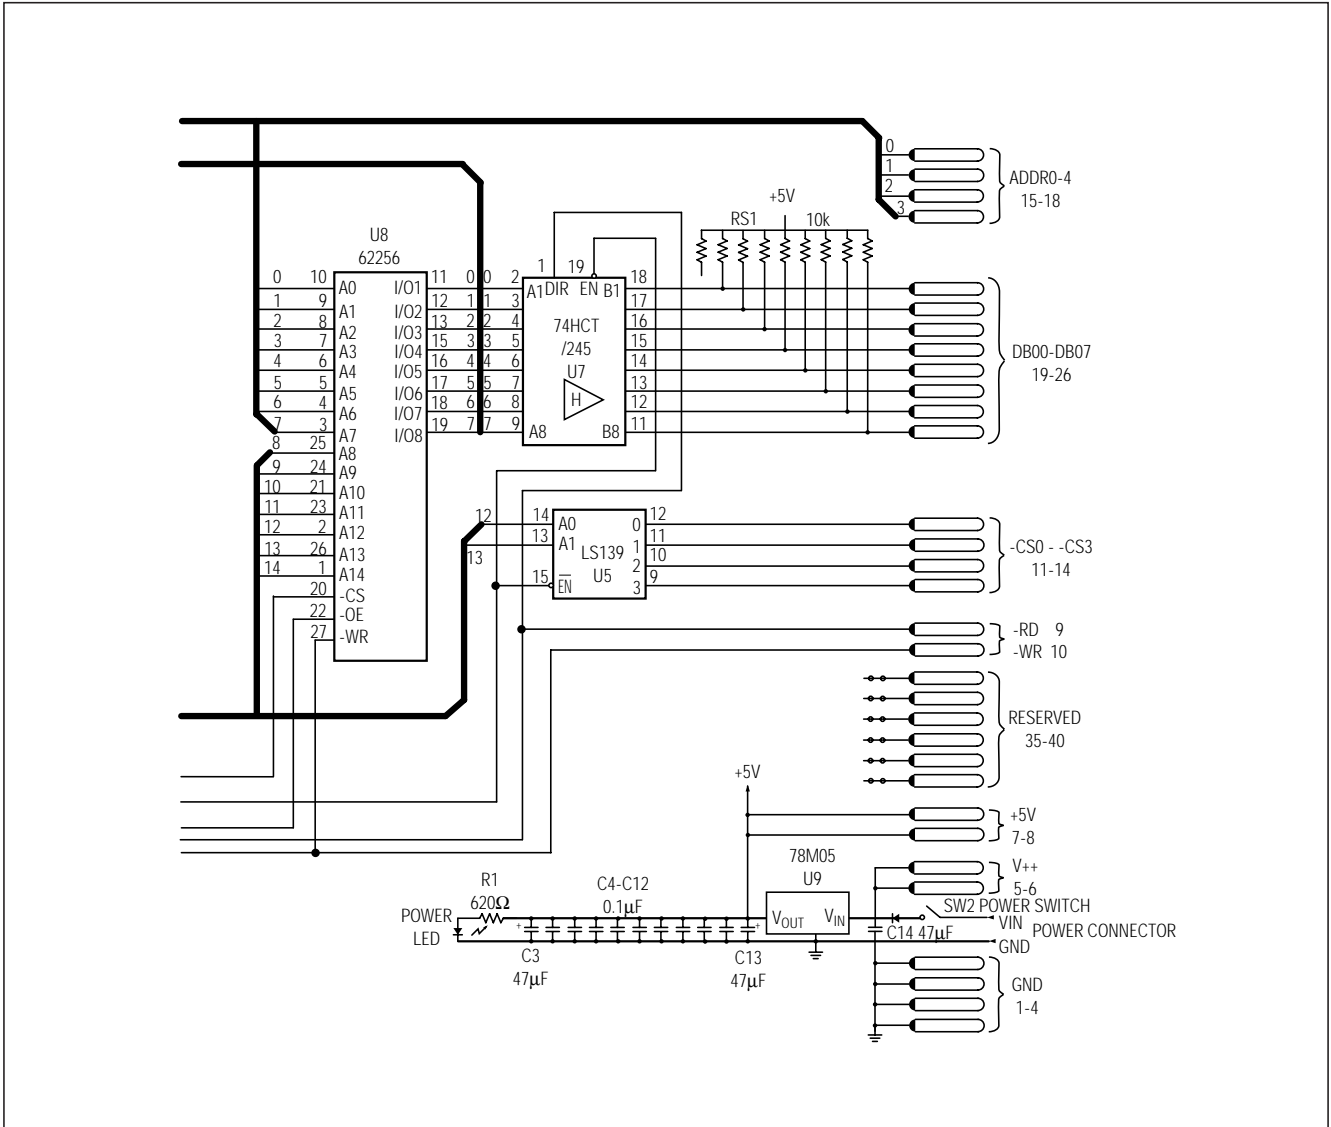 0
1
2
3
ADDR0-4
15-18
+5V
RS1 10k
U8
62256
0 10 A0 I/O1 11 0 0 2 A1
1 9 A1 I/O2 12 1 1 3
2 8 A2 I/O3 13 2 2 4
3 7 A3 I/O4 15 3 3 5
4 6 A4 I/O5 16 4 4 6
5 5 A5 I/O6 17 5 5 7
6 4 A6 I/O7 18 6 6 8
7 3 A7 I/O8 19 7 7 9 A8
8 25 A8
9 24 A9
10 21 A10
11 23 A11
12 2 A12
13 26 A13
14 1 A14
20 -CS
22 -OE
27 -WR
1 19
DIR EN B1 18
17
16
15
14
13
12
B8 11
74HCT
/245
U7
H
DB00-DB07
19-26
12 14 A0 0 12
13 13 A1 1 11
2 10
15 EN 3 9
LS139
U5
-CS0 - -CS3
11-14
-RD 9
-WR 10
RESERVED
35-40
+5V
+5V
7-8
78M05
U9
VOUT VIN
V++
5-6
SW2 POWER SWITCH
VIN
POWER CONNECTOR
GND
C14 47μF
R1
620Ω
C4-C12
0.1μF
POWER
LED
+
+
C3
47μF
C13
47μF
GND
1-4